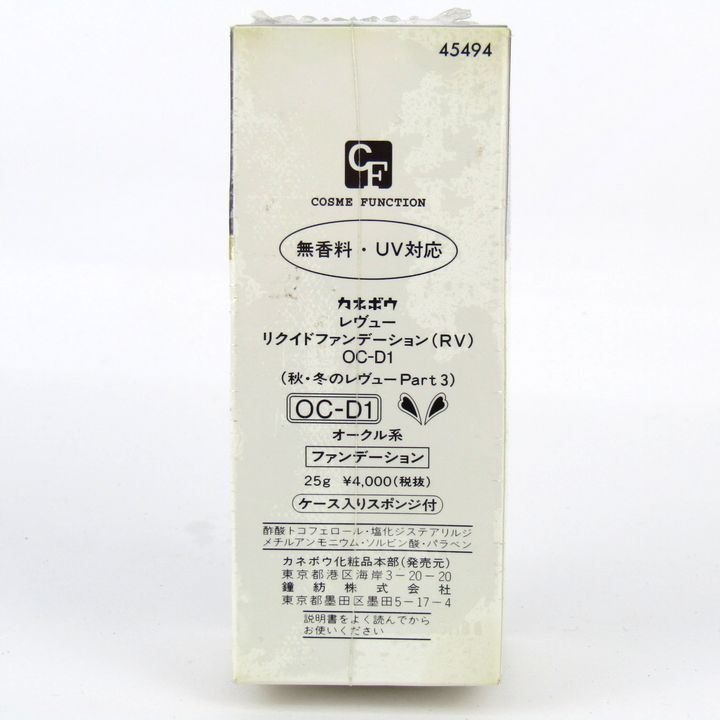 45494
CF
COSME FUNCTION
無香料・UV対応
カネボウ
レヴュー
リクイドファンデーション(RV)
OC-D1
(秋・冬のレヴューPart 3)
OC-D1
オークル系
ファンデーション
25g ¥4,000(税抜)
ケース入りスポンジ付
酢酸トコフェロール・塩化ジステアリルジ
メチルアンモニウム・ソルビン酸・パラベン
カネボウ化粧品本部(発売元)
東京都港区海岸3-20-20
鐘紡株式会社
東京都墨田区墨田5-17-4
説明書をよく読んでから
お使いください